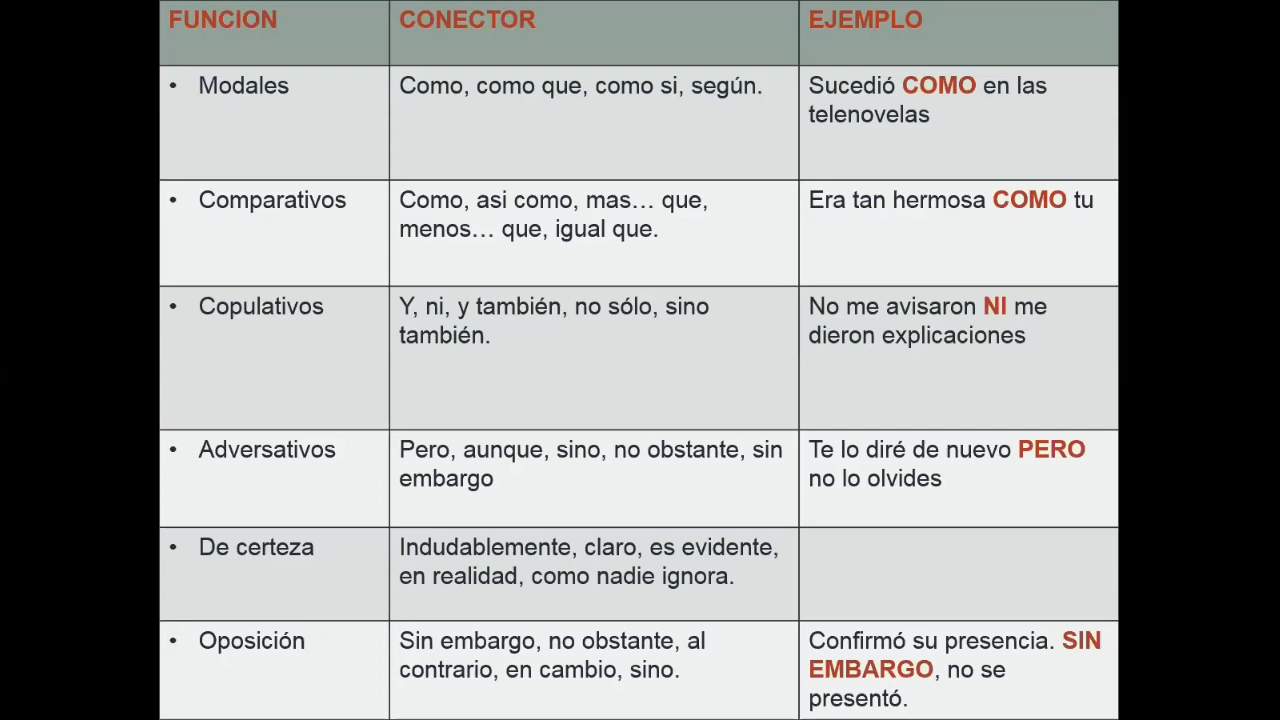 FUNCION CONECTOR EJEMPLO
• Modales
Como, como que, como si, según.
Sucedió COMO en las
telenovelas
• Comparativos
Como, asi como, mas… que,
menos… que, igual que.
Era tan hermosa COMO tu
• Copulativos
Y, ni, y también, no sólo, sino
también.
No me avisaron NI me
dieron explicaciones
• Adversativos
Pero, aunque, sino, no obstante, sin
embargo
Te lo diré de nuevo PERO
no lo olvides
• De certeza
Indudablemente, claro, es evidente,
en realidad, como nadie ignora.
• Oposición
Sin embargo, no obstante, al
contrario, en cambio, sino.
Confirmó su presencia. SIN
EMBARGO, no se
presentó.